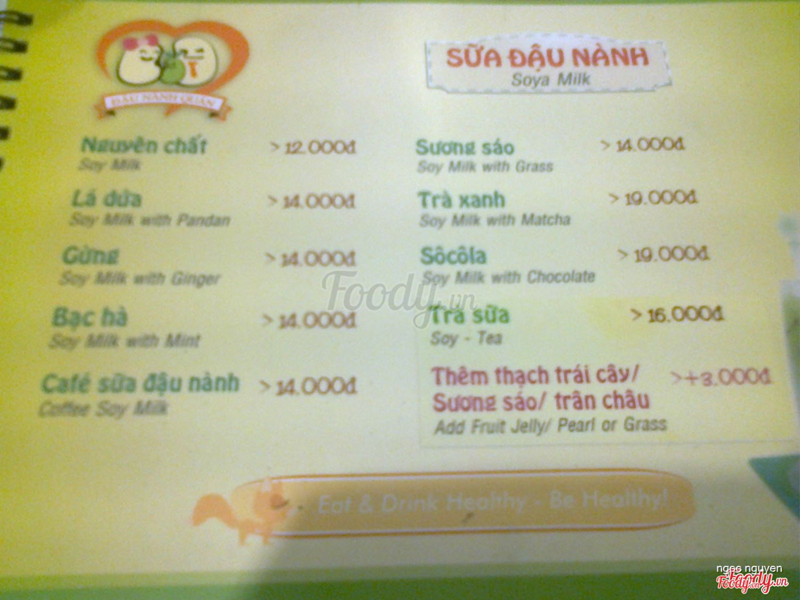 ĐẬU NÀNH QUÁN
SỮA ĐẬU NÀNH
Soya Milk
Nguyên chất > 12.000đ
Soy Milk
Lá dứa > 14.000đ
Soy Milk with Pandan
Gừng > 14.000đ
Soy Milk with Ginger
Bạc hà > 14.000đ
Soy Milk with Mint
Café sữa đậu nành > 14.000đ
Coffee Soy Milk
Sương sáo > 14.000đ
Soy Milk with Grass
Trà xanh > 19.000đ
Soy Milk with Matcha
Sôcôla > 19.000đ
Soy Milk with Chocolate
Trà sữa > 16.000đ
Soy - Tea
Thêm thạch trái cây/ >+3.000đ
Sương sáo/ trân châu
Add Fruit Jelly/ Pearl or Grass
Eat & Drink Healthy - Be Healthy!
Foody.vn
ngoc nguyen
Foody.vn